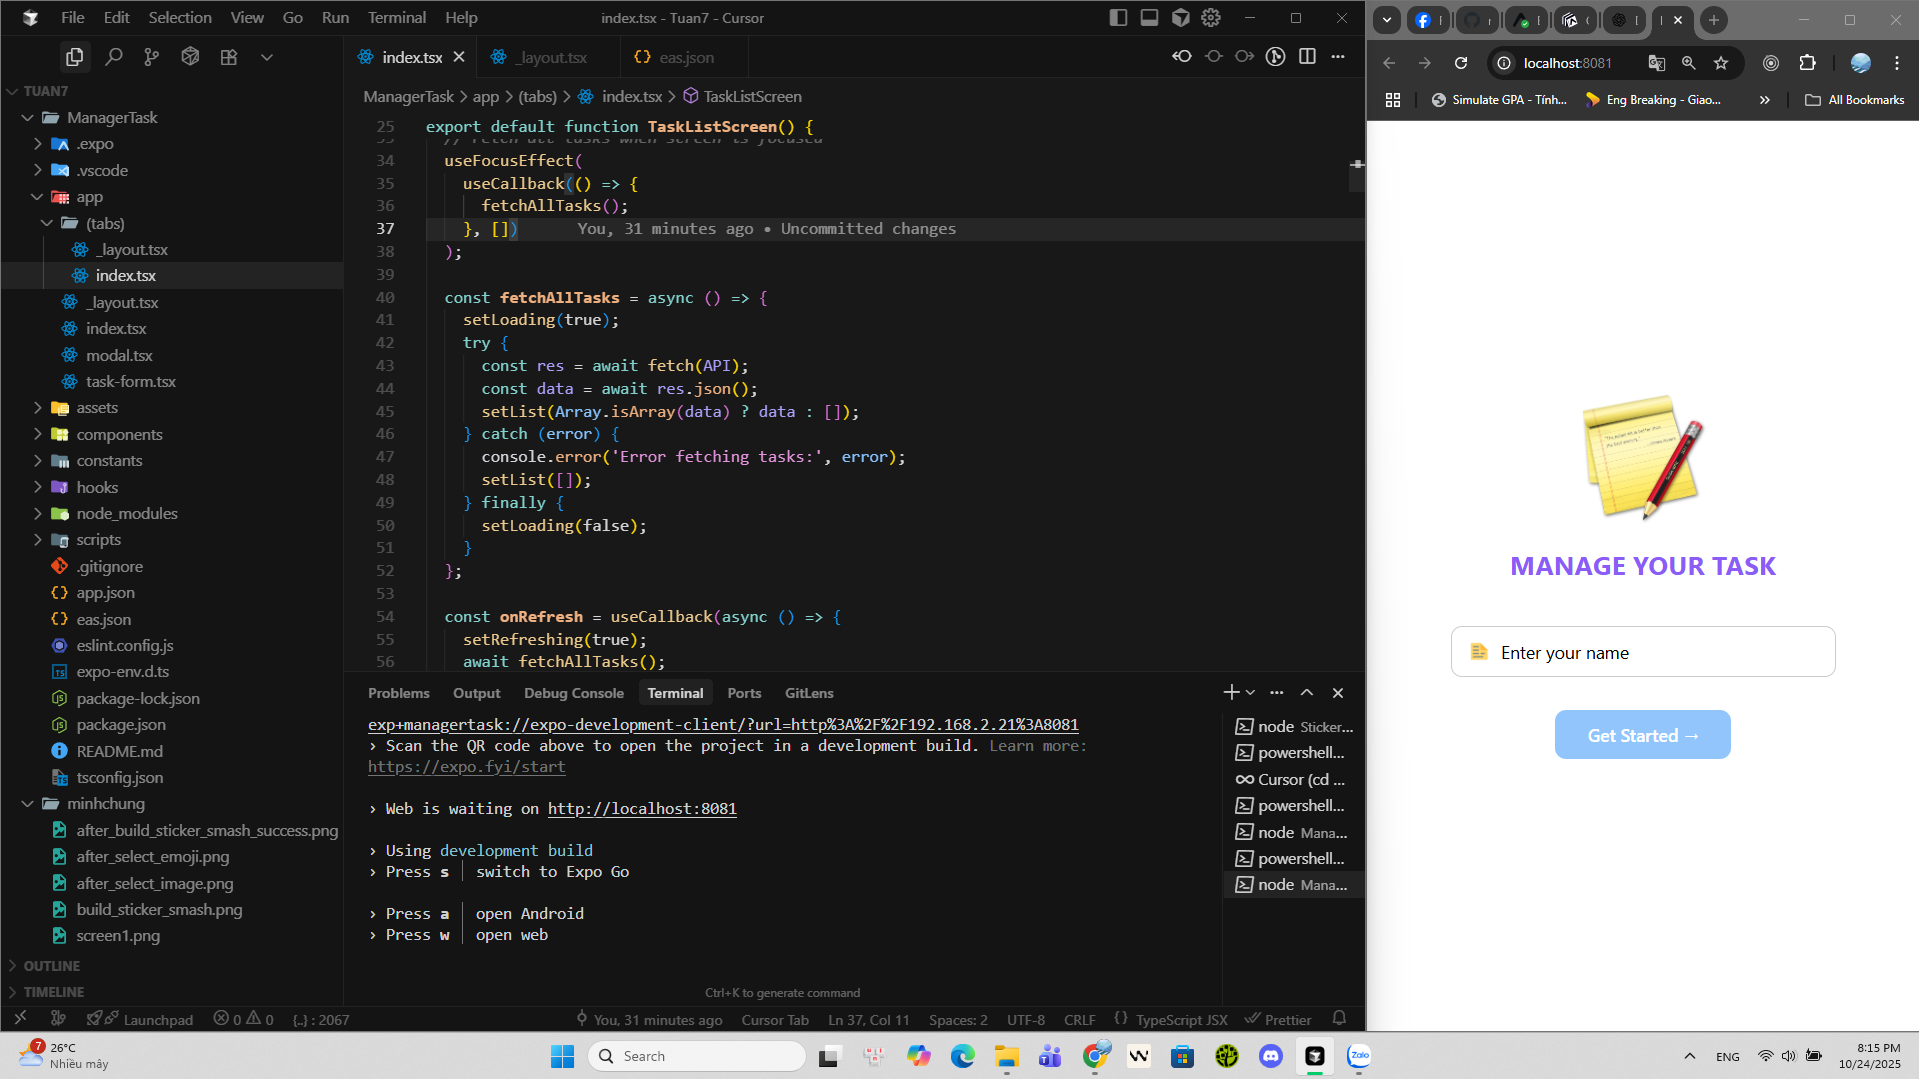 File Edit Selection View Go Run Terminal Help
index.tsx - Tuan7 - Cursor
TUAN7
ManagerTask
.expo
.vscode
app
(tabs)
_layout.tsx
index.tsx
_layout.tsx
index.tsx
modal.tsx
task-form.tsx
assets
components
constants
hooks
node_modules
scripts
.gitignore
app.json
eas.json
eslint.config.js
expo-env.d.ts
package-lock.json
package.json
README.md
tsconfig.json
minhchung
after_build_sticker_smash_success.png
after_select_emoji.png
after_select_image.png
build_sticker_smash.png
screen1.png
OUTLINE
TIMELINE
index.tsx _layout.tsx eas.json
ManagerTask > app > (tabs) > index.tsx > TaskListScreen
25 export default function TaskListScreen() {
33 // Fetch all tasks when screen is focused
34 useFocusEffect(
35 useCallback(() => {
36 fetchAllTasks();
37 }, []) You, 31 minutes ago • Uncommitted changes
38 );
39
40 const fetchAllTasks = async () => {
41 setLoading(true);
42 try {
43 const res = await fetch(API);
44 const data = await res.json();
45 setList(Array.isArray(data) ? data : []);
46 } catch (error) {
47 console.error('Error fetching tasks:', error);
48 setList([]);
49 } finally {
50 setLoading(false);
51 }
52 };
53
54 const onRefresh = useCallback(async () => {
55 setRefreshing(true);
56 await fetchAllTasks();
Problems Output Debug Console Terminal Ports GitLens
exp+managertask://expo-development-client/?url=http%3A%2F%2F192.168.2.21%3A8081
› Scan the QR code above to open the project in a development build. Learn more:
https://expo.fyi/start
› Web is waiting on http://localhost:8081
› Using development build
› Press s │ switch to Expo Go
› Press a │ open Android
› Press w │ open web
Ctrl+K to generate command
node Sticker...
powershell...
Cursor (cd ...
powershell...
node Mana...
powershell...
node Mana...
Launchpad 0 0 {..} : 2067 You, 31 minutes ago Cursor Tab Ln 37, Col 11 Spaces: 2 UTF-8 CRLF {} TypeScript JSX Prettier
localhost:8081
Simulate GPA - Tính... Eng Breaking - Giao... » All Bookmarks
MANAGE YOUR TASK
Enter your name
Get Started →
7
26°C
Nhiều mây
Search
Zalo
ENG
8:15 PM
10/24/2025